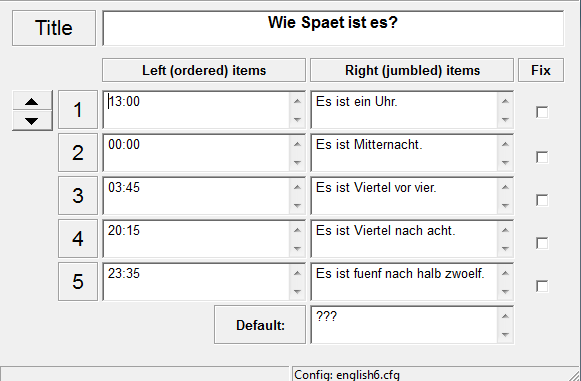 Title
Wie Spaet ist es?
Left (ordered) items
Right (jumbled) items
Fix
1
13:00
Es ist ein Uhr.
2
00:00
Es ist Mitternacht.
3
03:45
Es ist Viertel vor vier.
4
20:15
Es ist Viertel nach acht.
5
23:35
Es ist fuenf nach halb zwoelf.
Default:
???
Config: english6.cfg